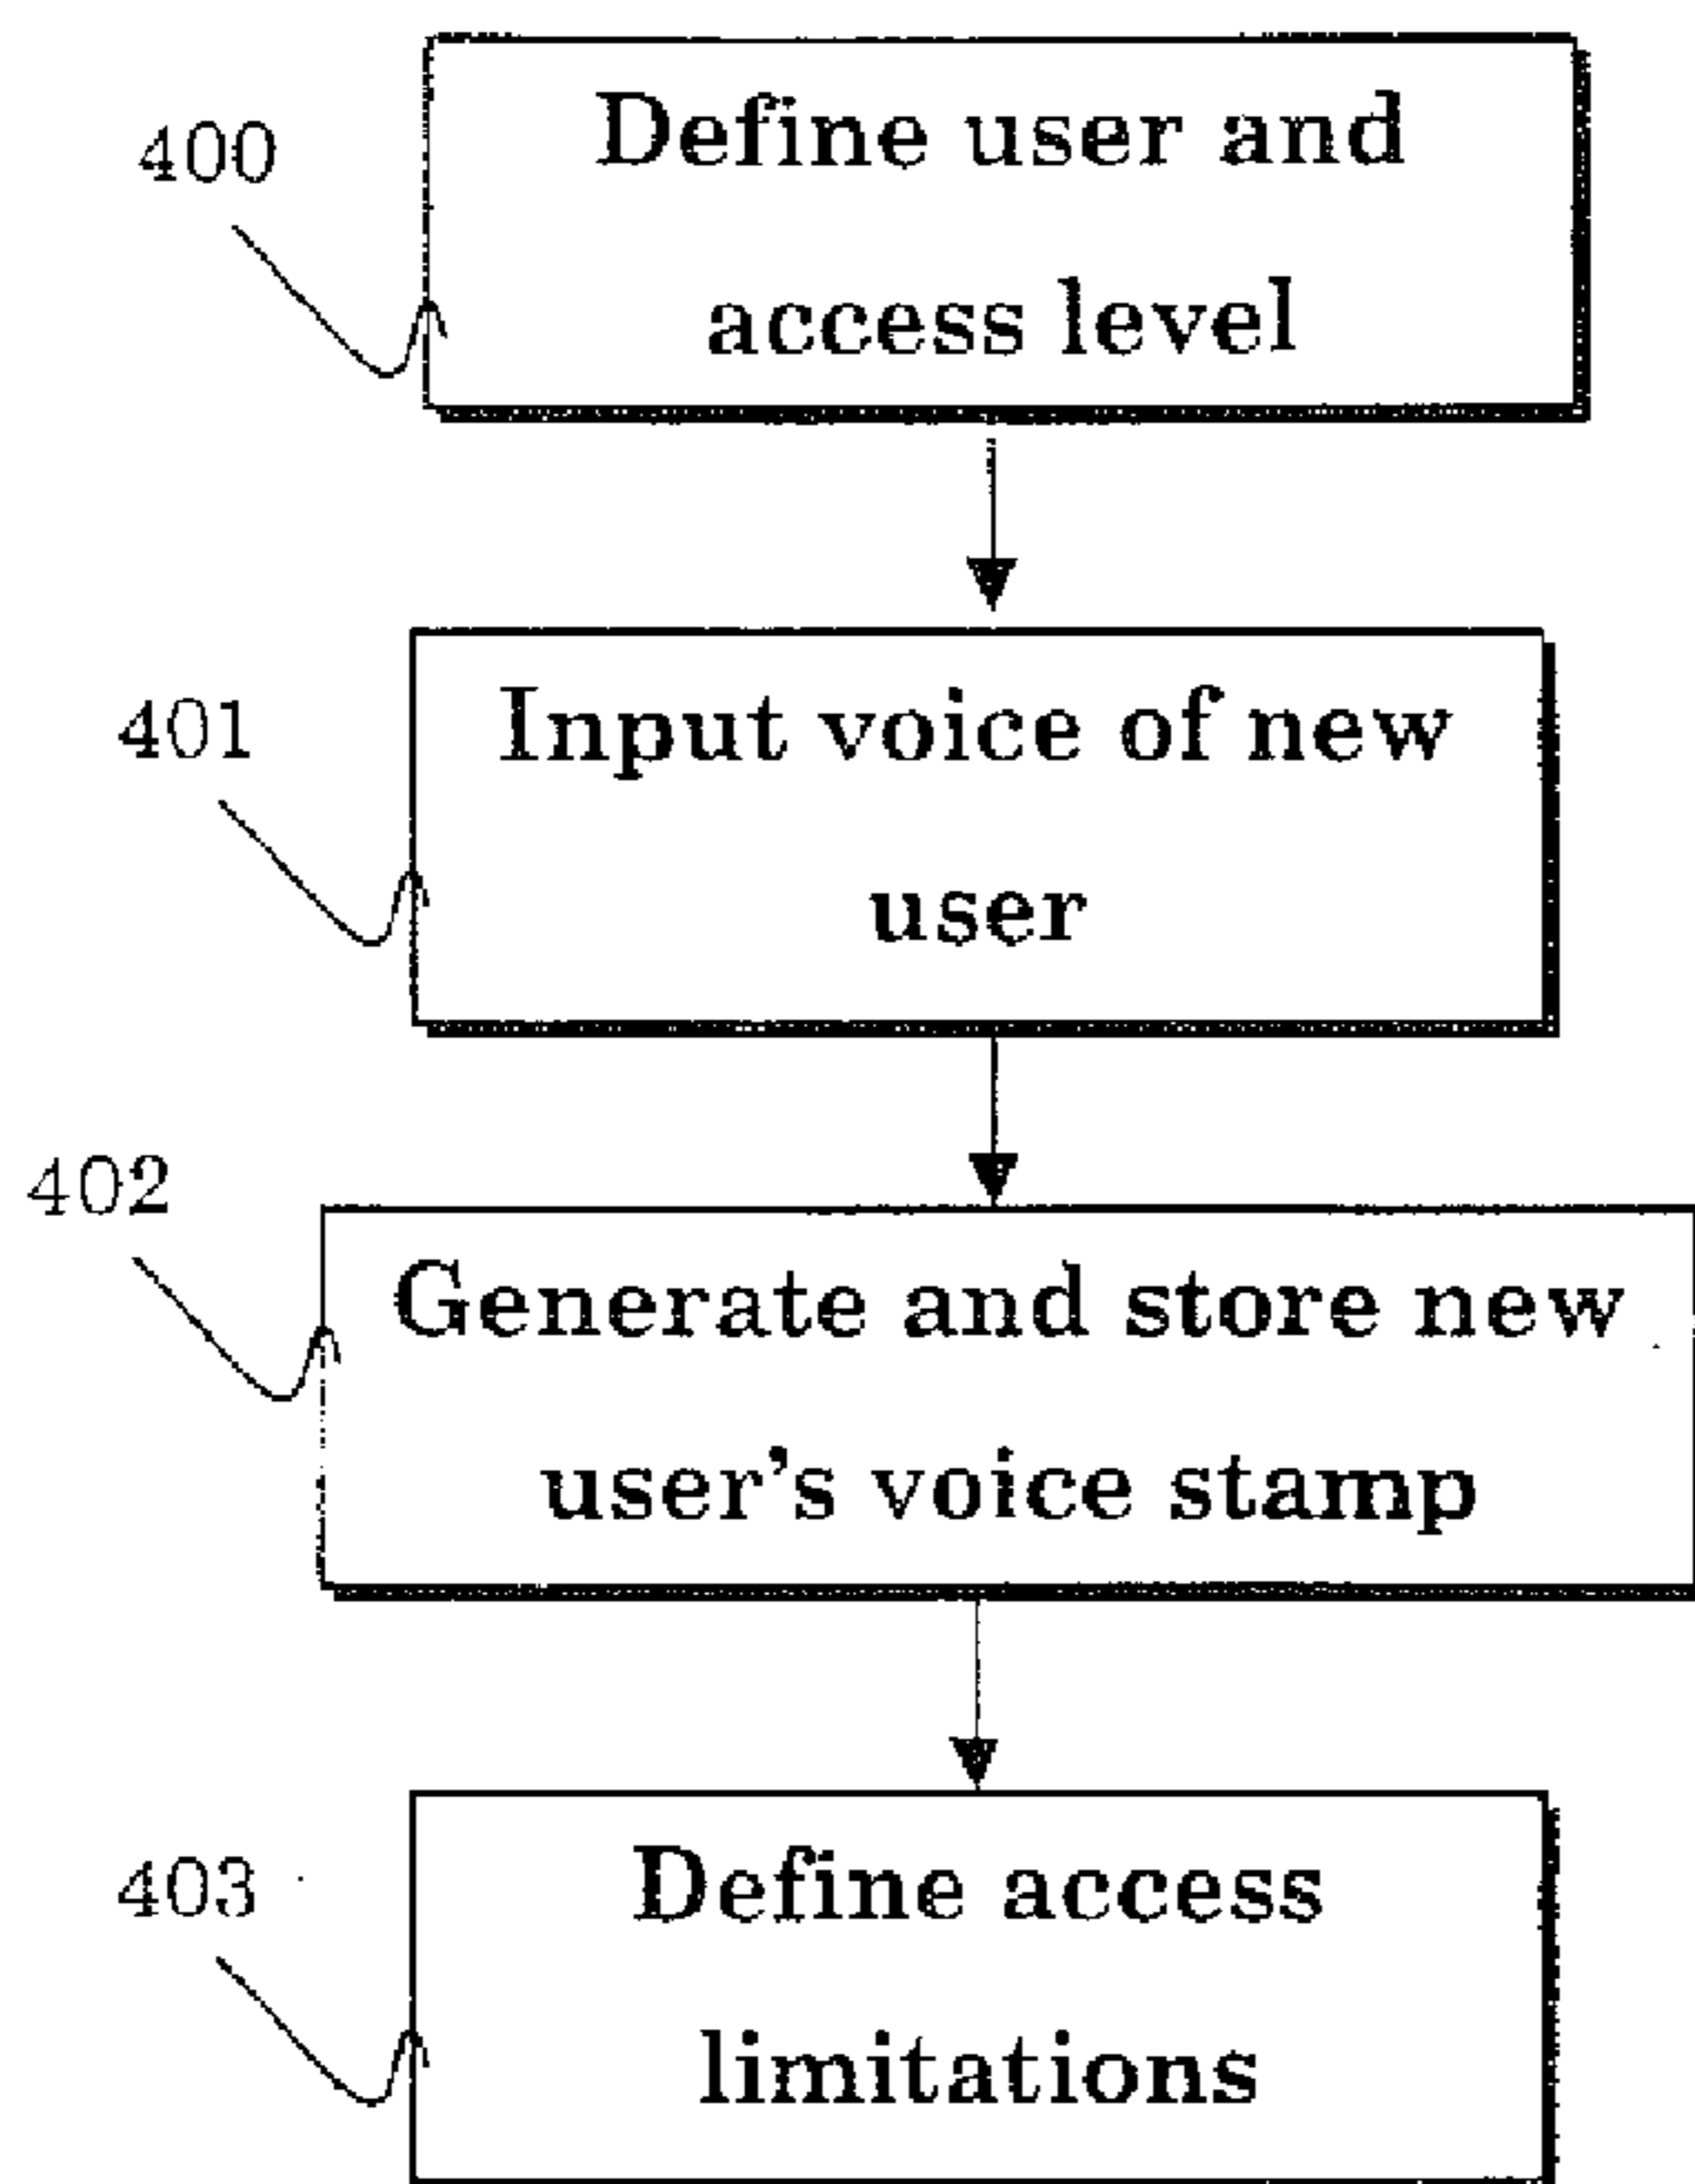 400
Define user and
access level
401
Input voice of new
user
402
Generate and store new
user's voice stamp
403
Define access
limitations